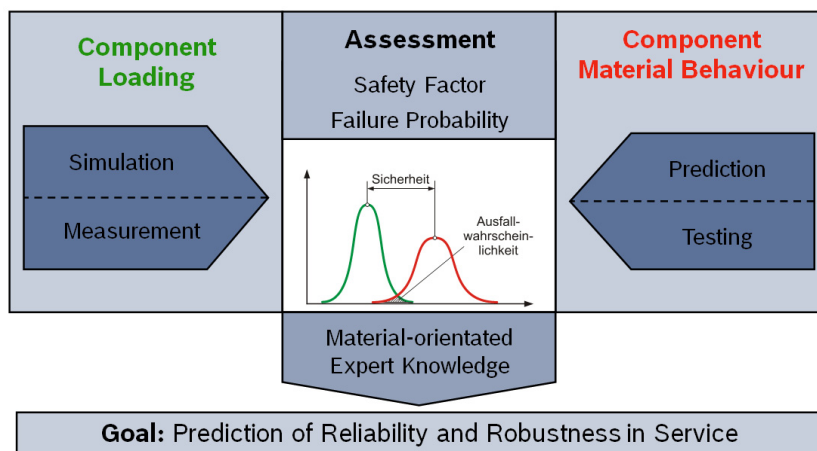 Component
Loading
Simulation
Measurement
Assessment
Safety Factor
Failure Probability
Sicherheit
Ausfall-
wahrschein-
lichkeit
Material-orientated
Expert Knowledge
Component
Material Behaviour
Prediction
Testing
Goal: Prediction of Reliability and Robustness in Service